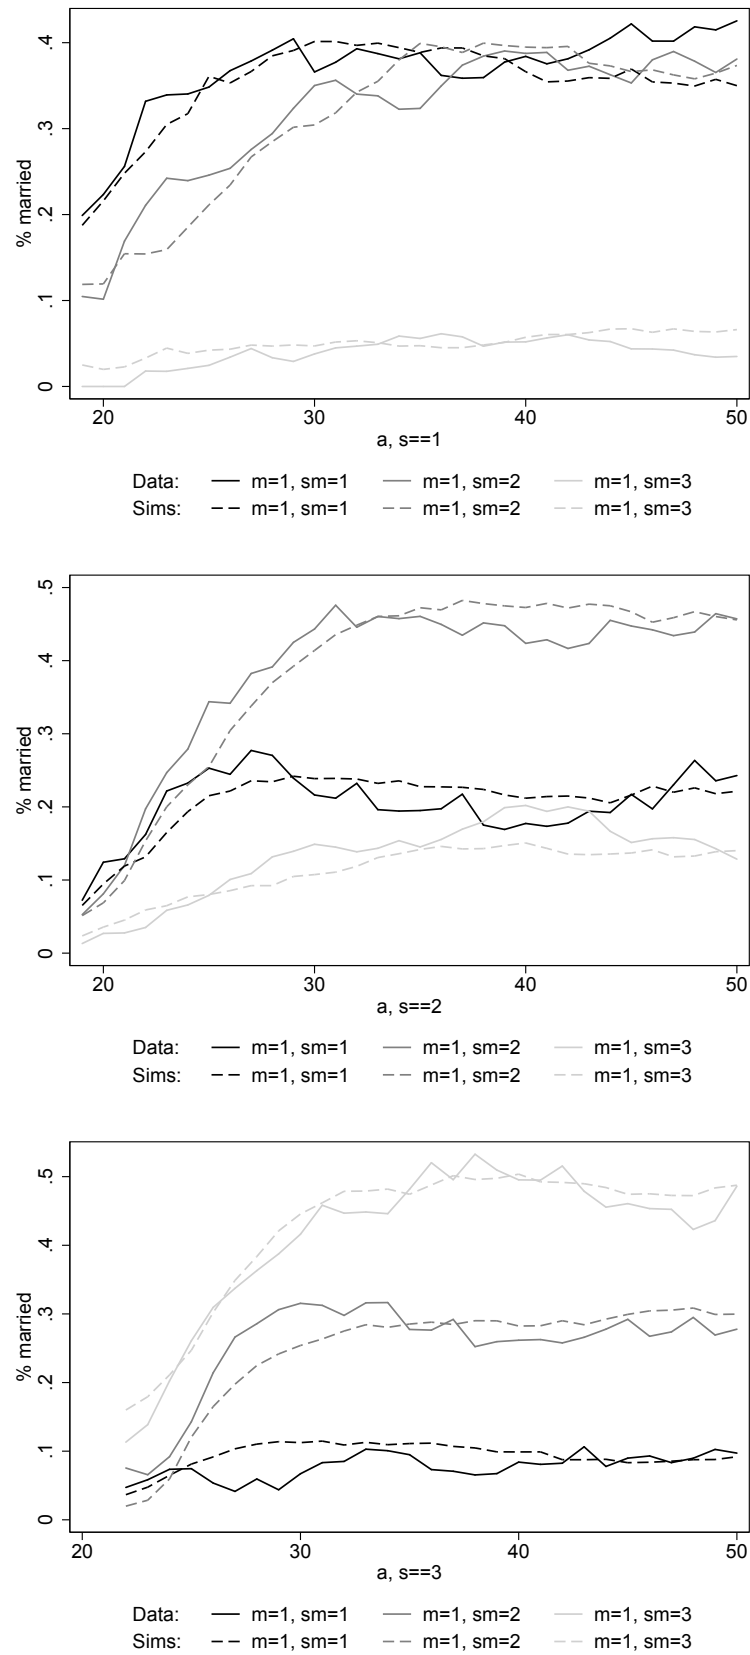 .4
.3
.2
.1
0
% married
20 30 40 50
a, s==1
Data: m=1, sm=1 m=1, sm=2 m=1, sm=3
Sims: m=1, sm=1 m=1, sm=2 m=1, sm=3
.5
.4
.3
.2
.1
0
% married
20 30 40 50
a, s==2
Data: m=1, sm=1 m=1, sm=2 m=1, sm=3
Sims: m=1, sm=1 m=1, sm=2 m=1, sm=3
.5
.4
.3
.2
.1
0
% married
20 30 40 50
a, s==3
Data: m=1, sm=1 m=1, sm=2 m=1, sm=3
Sims: m=1, sm=1 m=1, sm=2 m=1, sm=3